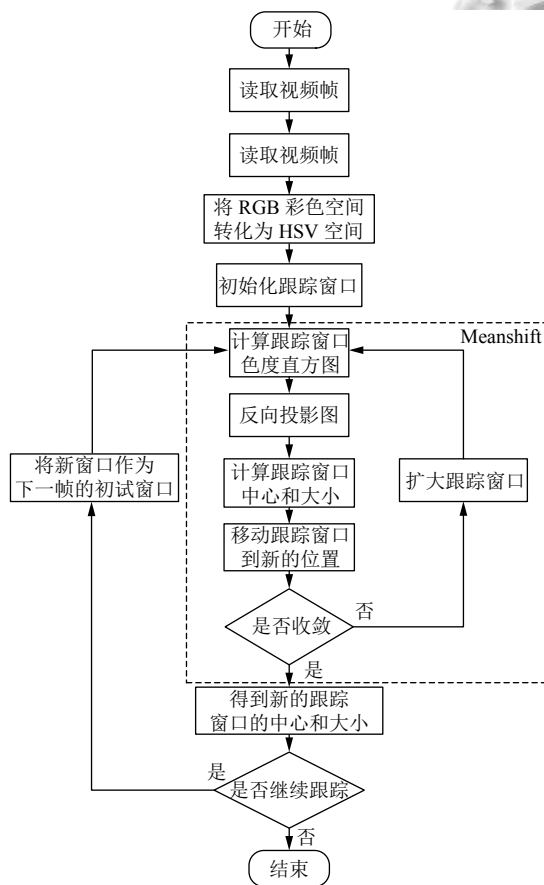 开始
读取视频帧
读取视频帧
将 RGB 彩色空间
转化为 HSV 空间
初始化跟踪窗口
Meanshift
计算跟踪窗口
色度直方图
反向投影图
将新窗口作为
下一帧的初试窗口
计算跟踪窗口
中心和大小
扩大跟踪窗口
移动跟踪窗口
到新的位置
否
是否收敛
是
得到新的跟踪
窗口的中心和大小
是
是否继续跟踪
否
结束